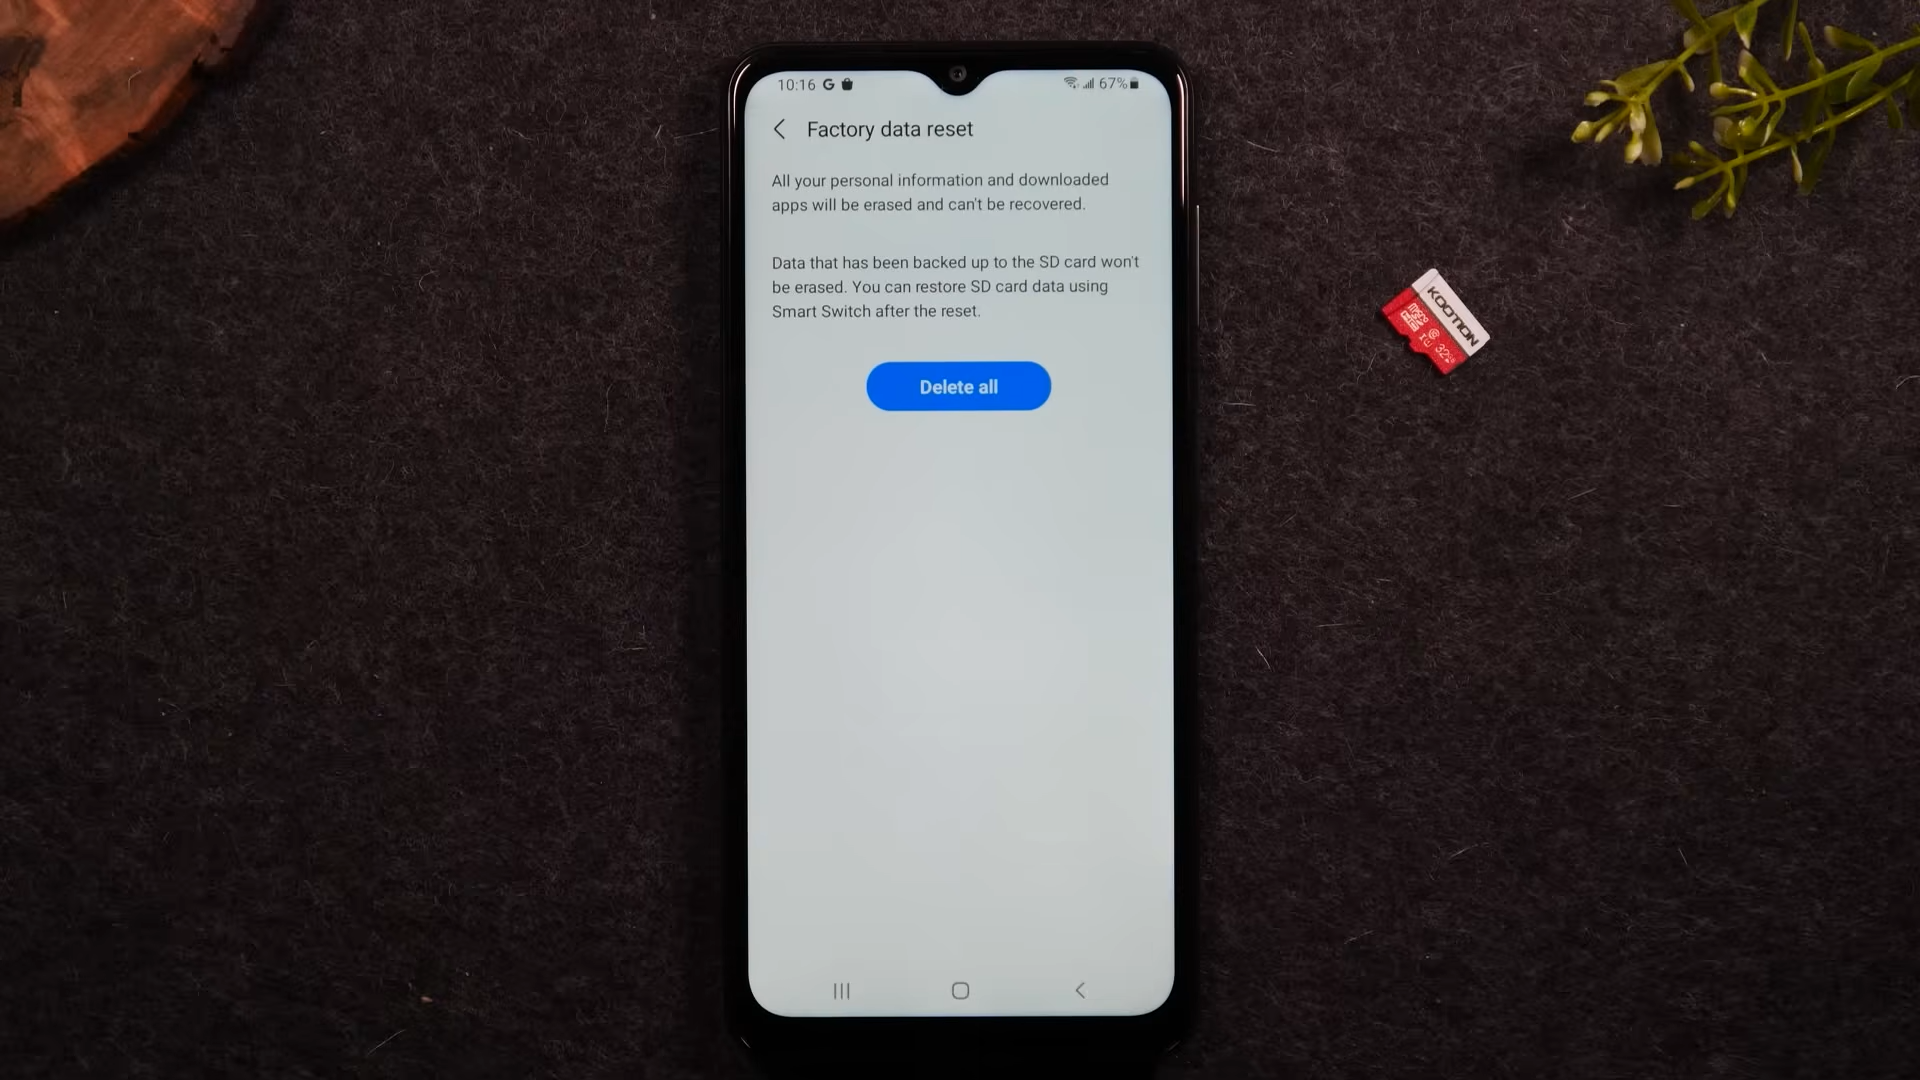 10:16 G
67%
Factory data reset
All your personal information and downloaded
apps will be erased and can't be recovered.
Data that has been backed up to the SD card won't
be erased. You can restore SD card data using
Smart Switch after the reset.
Delete all
KOOTION
micro
32